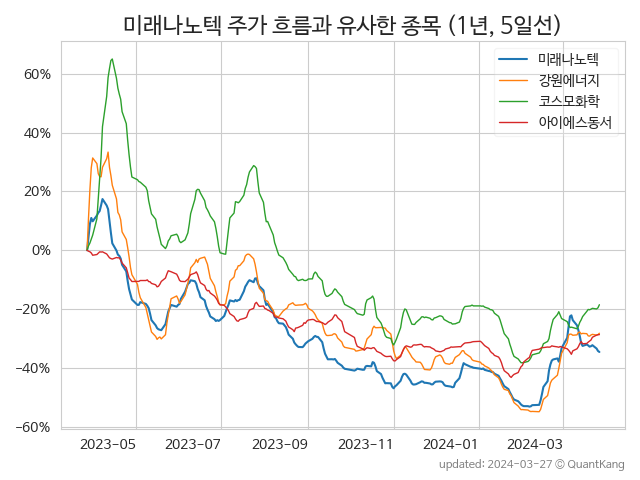 미래나노텍 주가 흐름과 유사한 종목 (1년, 5일선)
미래나노텍
강원에너지
코스모화학
아이에스동서
60%
40%
20%
0%
−20%
−40%
−60%
2023-05 2023-07 2023-09 2023-11 2024-01 2024-03
updated: 2024-03-27 © QuantKang